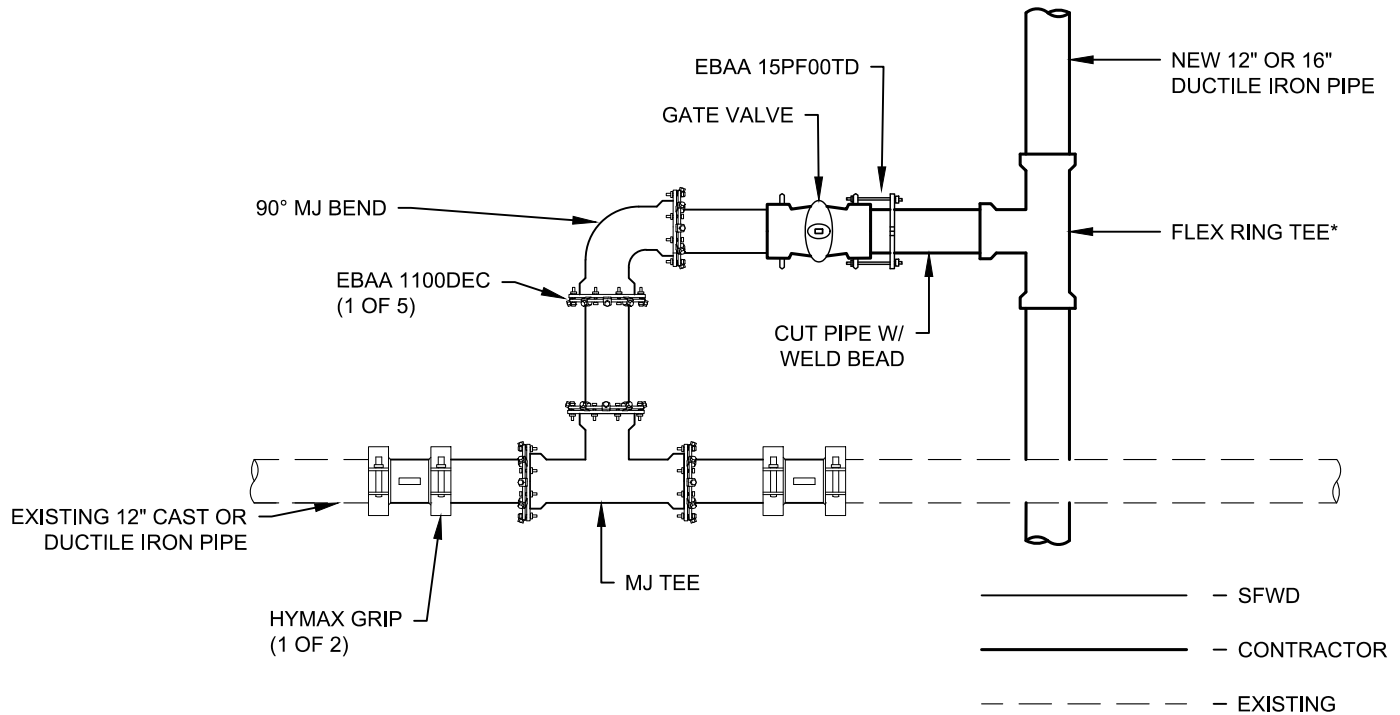 NEW 12" OR 16"
DUCTILE IRON PIPE
EBAA 15PF00TD
GATE VALVE
90° MJ BEND
FLEX RING TEE*
EBAA 1100DEC
(1 OF 5)
CUT PIPE W/
WELD BEAD
EXISTING 12" CAST OR
DUCTILE IRON PIPE
MJ TEE
HYMAX GRIP
(1 OF 2)
– SFWD
– CONTRACTOR
– EXISTING